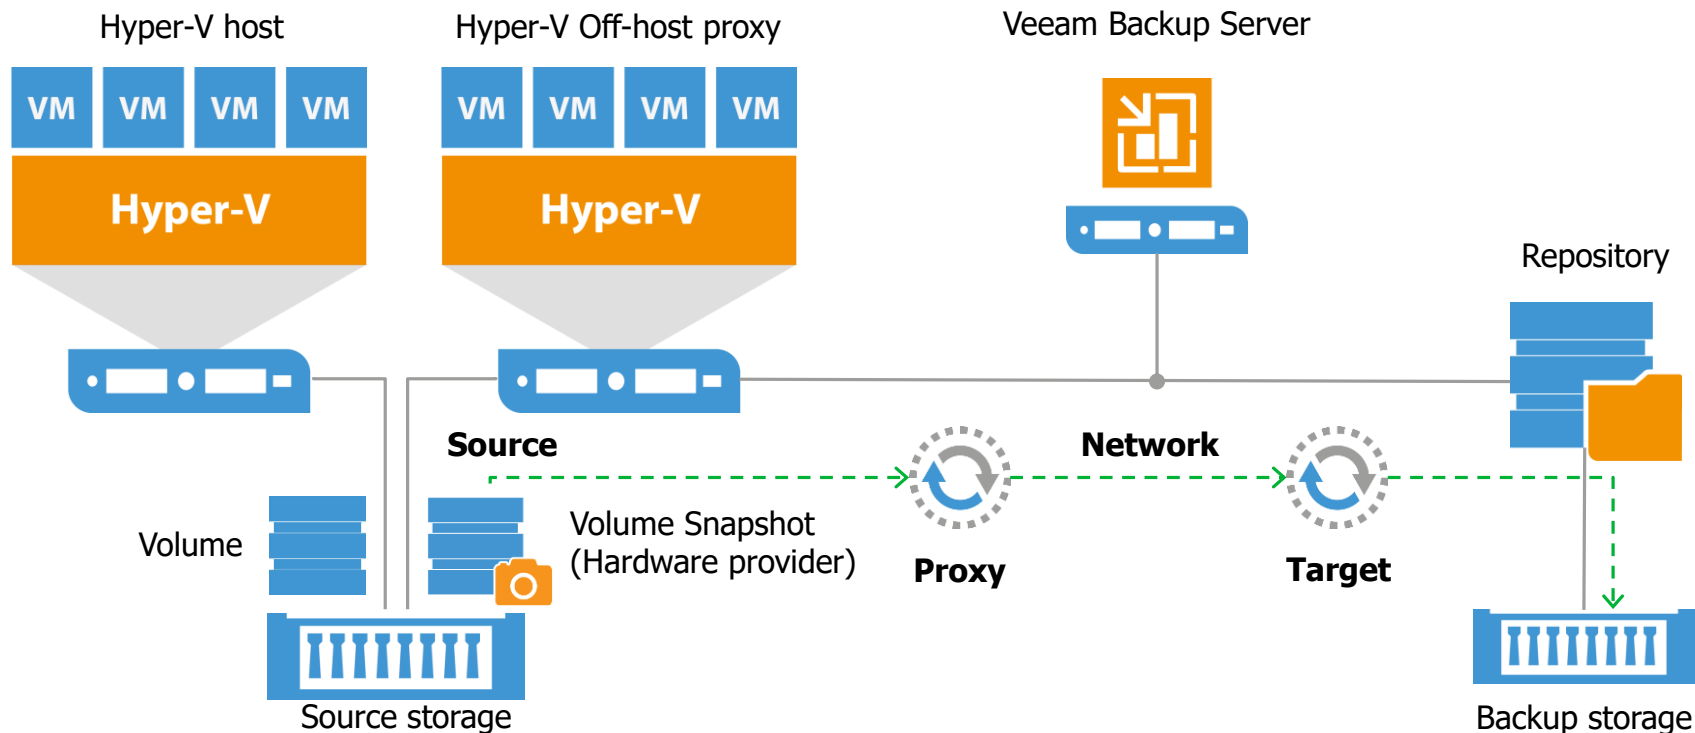 Hyper-V host
Hyper-V Off-host proxy
Veeam Backup Server
VM VM VM VM
VM VM VM VM
Hyper-V
Hyper-V
Repository
Source
Network
Volume
Volume Snapshot
(Hardware provider)
Proxy
Target
Source storage
Backup storage